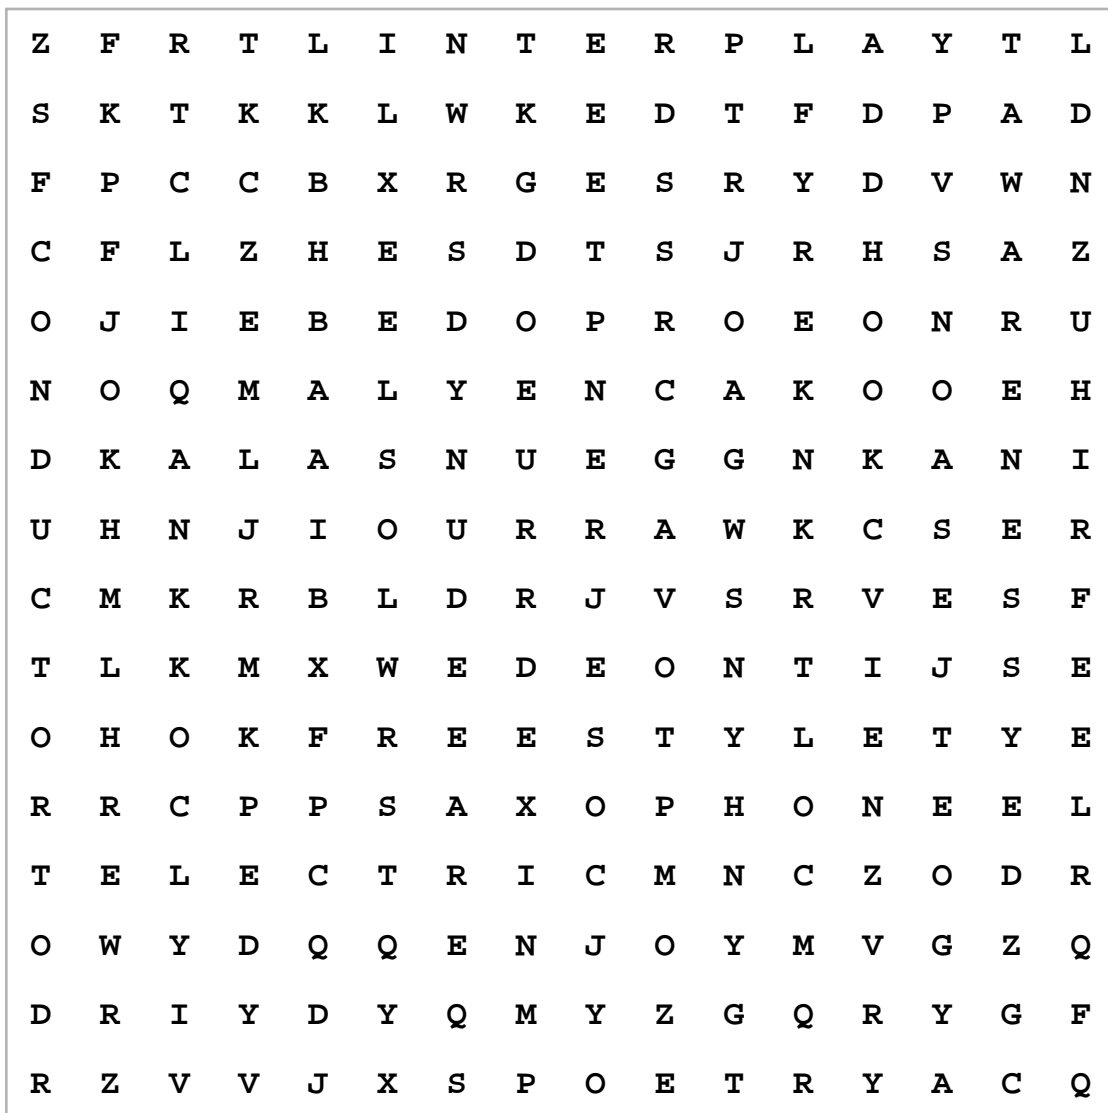 Z F R T L I N T E R P L A Y T L
S K T K K L W K E D T F D P A D
F P C C B X R G E S R Y D V W N
C F L Z H E S D T S J R H S A Z
O J I E B E D O P R O E O N R U
N O Q M A L Y E N C A K O O E H
D K A L A S N U E G G N K A N I
U H N J I O U R R A W K C S E R
C M K R B L D R J V S R V E S F
T L K M X W E D E O N T I J S E
O H O K F R E E S T Y L E T Y E
R R C P P S A X O P H O N E E L
T E L E C T R I C M N C Z O D R
O W Y D Q Q E N J O Y M V G Z Q
D R I Y D Y Q M Y Z G Q R Y G F
R Z V V J X S P O E T R Y A C Q